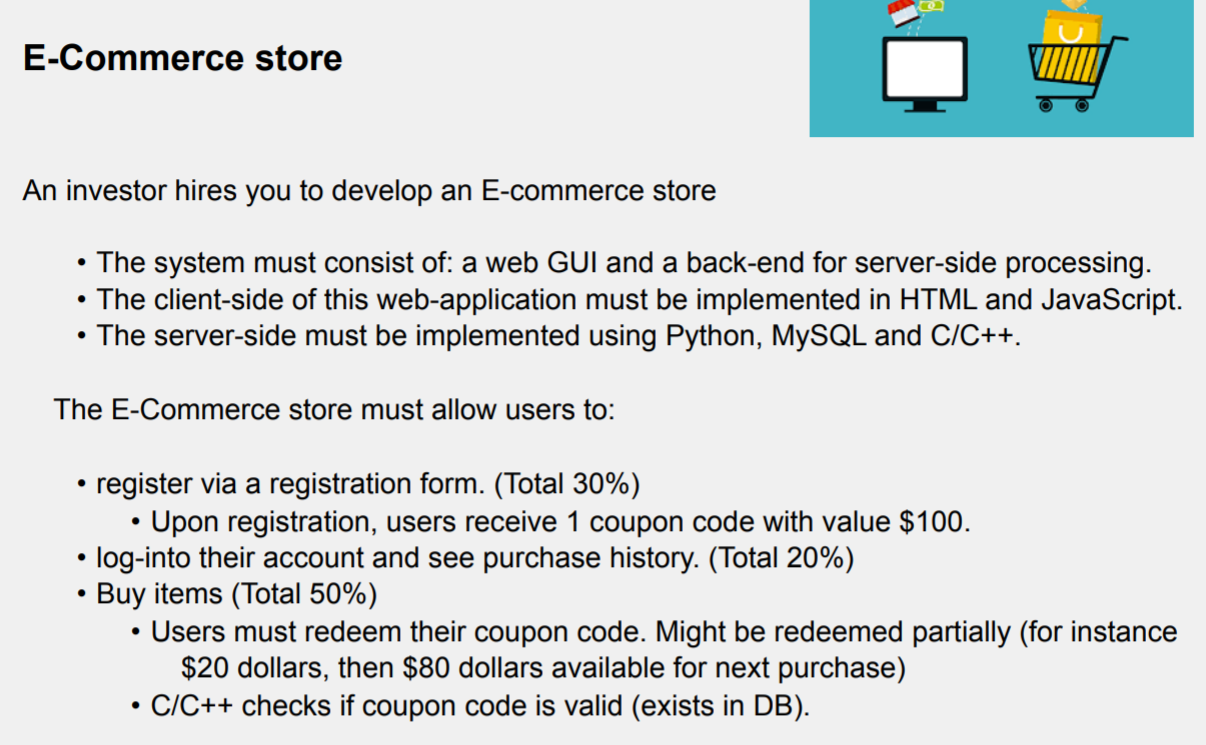 E-Commerce store
An investor hires you to develop an E-commerce store
• The system must consist of: a web GUI and a back-end for server-side processing.
• The client-side of this web-application must be implemented in HTML and JavaScript.
• The server-side must be implemented using Python, MySQL and C/C++.
The E-Commerce store must allow users to:
• register via a registration form. (Total 30%)
• Upon registration, users receive 1 coupon code with value $100.
• log-into their account and see purchase history. (Total 20%)
• Buy items (Total 50%)
• Users must redeem their coupon code. Might be redeemed partially (for instance
$20 dollars, then $80 dollars available for next purchase)
• C/C++ checks if coupon code is valid (exists in DB).